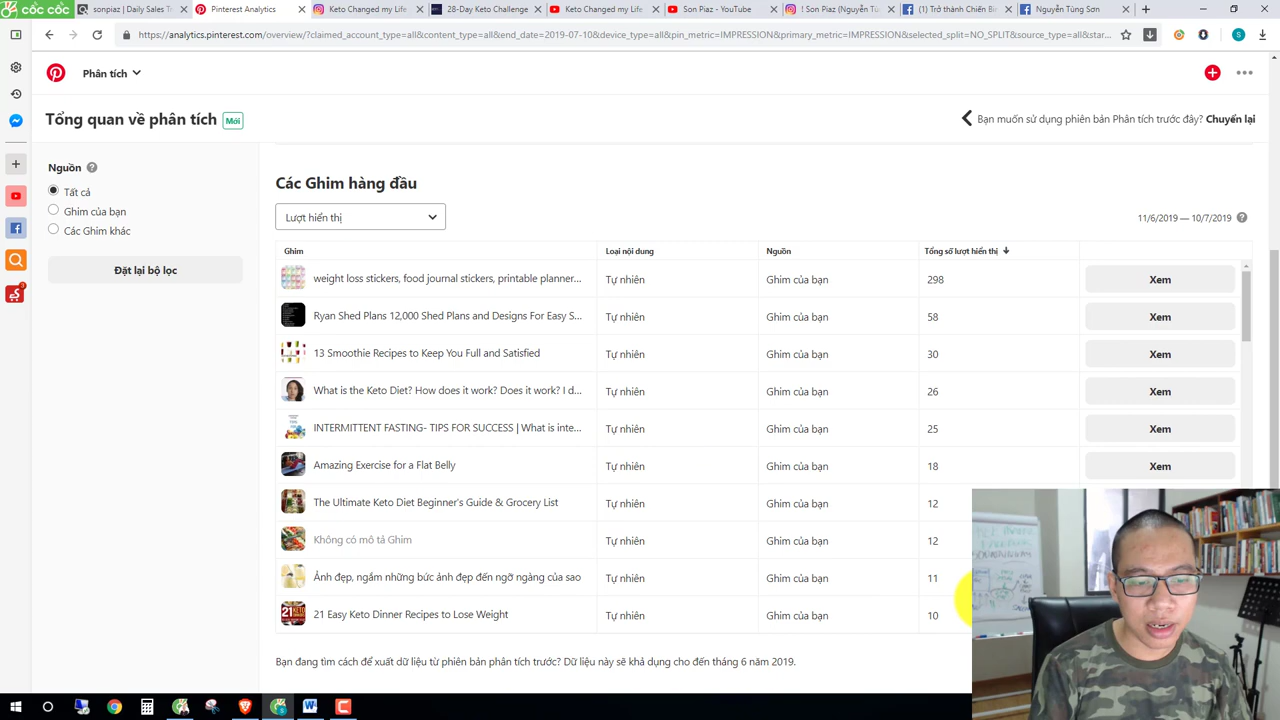 cốc cốc
sonpiaz | Daily Sales Tr
Pinterest Analytics
Keto Changed my Life
28-Day Keto Challenge
Keto Changed my Life
Son Piaz - YouTube
! Son Piaz (Nguyễn Tù
(1) Trở thành Chiến Bin
Nguyễn Tùng Sơn
https://analytics.pinterest.com/overview/?claimed_account_type=all&content_type=all&end_date=2019-07-10&device_type=all&pin_metric=IMPRESSION&primary_metric=IMPRESSION&selected_split=NO_SPLIT&source_type=all&star...
S
Phân tích
Tổng quan về phân tích
Mới
Bạn muốn sử dụng phiên bản Phân tích trước đây? Chuyển lại
Nguồn
Tất cả
Ghim của bạn
Các Ghim khác
Đặt lại bộ lọc
Các Ghim hàng đầu
Lượt hiển thị
11/6/2019 — 10/7/2019
Ghim Loại nội dung Nguồn Tổng số lượt hiển thị
weight loss stickers, food journal stickers, printable planner... Tự nhiên Ghim của bạn 298 Xem
Ryan Shed Plans 12,000 Shed Plans and Designs For Easy S... Tự nhiên Ghim của bạn 58 Xem
13 Smoothie Recipes to Keep You Full and Satisfied Tự nhiên Ghim của bạn 30 Xem
What is the Keto Diet? How does it work? Does it work? I d... Tự nhiên Ghim của bạn 26 Xem
INTERMITTENT FASTING- TIPS FOR SUCCESS | What is inte... Tự nhiên Ghim của bạn 25 Xem
Amazing Exercise for a Flat Belly Tự nhiên Ghim của bạn 18 Xem
The Ultimate Keto Diet Beginner's Guide & Grocery List Tự nhiên Ghim của bạn 12
Không có mô tả Ghim Tự nhiên Ghim của bạn 12
Ảnh đẹp, ngắm những bức ảnh đẹp đến ngỡ ngàng của sao Tự nhiên Ghim của bạn 11
21 Easy Keto Dinner Recipes to Lose Weight Tự nhiên Ghim của bạn 10
Bạn đang tìm cách để xuất dữ liệu từ phiên bản phân tích trước? Dữ liệu này sẽ khả dụng cho đến tháng 6 năm 2019.